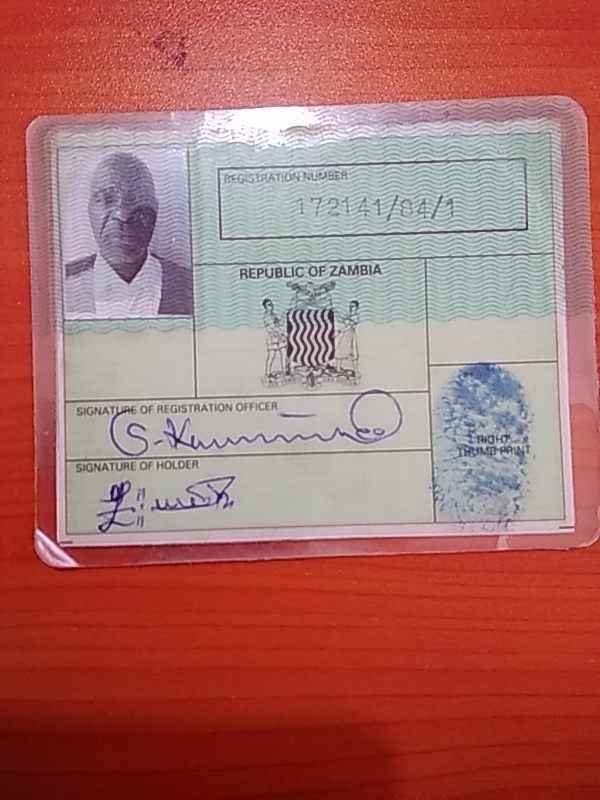 REGISTRATION NUMBER
172141/84/1
REPUBLIC OF ZAMBIA
SIGNATURE OF REGISTRATION OFFICER
SIGNATURE OF HOLDER
RIGHT
THUMB PRINT